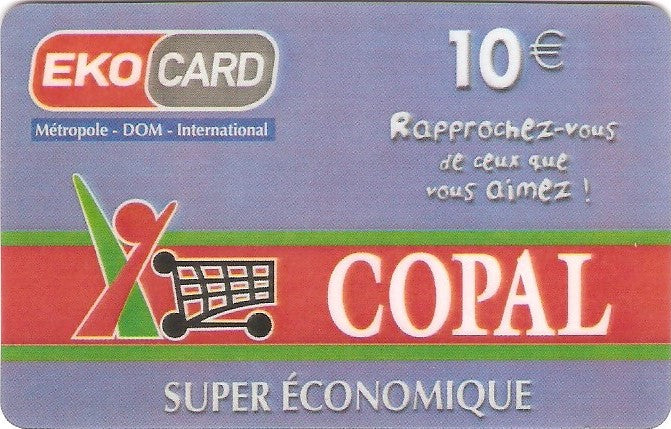 EKO CARD
Métropole - DOM - International
10€
Rapprochez-vous
de ceux que
vous aimez !
COPAL
SUPER ÉCONOMIQUE